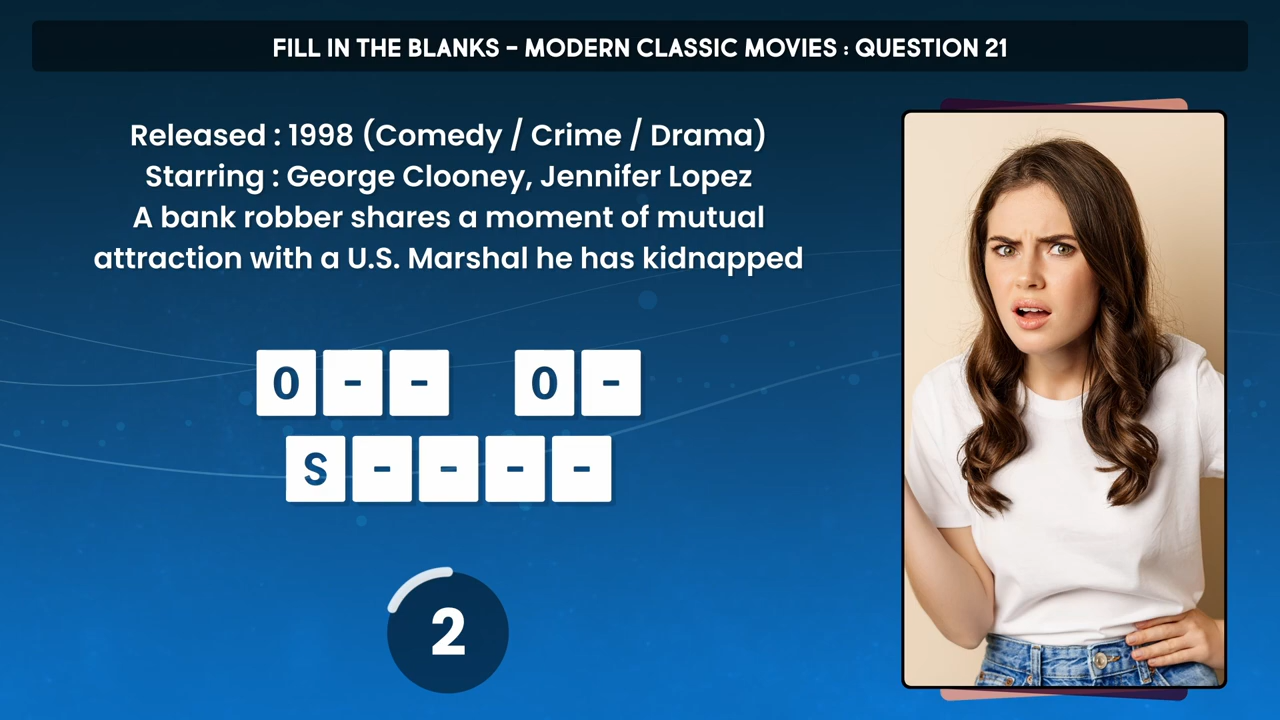 FILL IN THE BLANKS - MODERN CLASSIC MOVIES : QUESTION 21
Released : 1998 (Comedy / Crime / Drama)
Starring : George Clooney, Jennifer Lopez
A bank robber shares a moment of mutual
attraction with a U.S. Marshal he has kidnapped
O - - O -
S - - - -
2